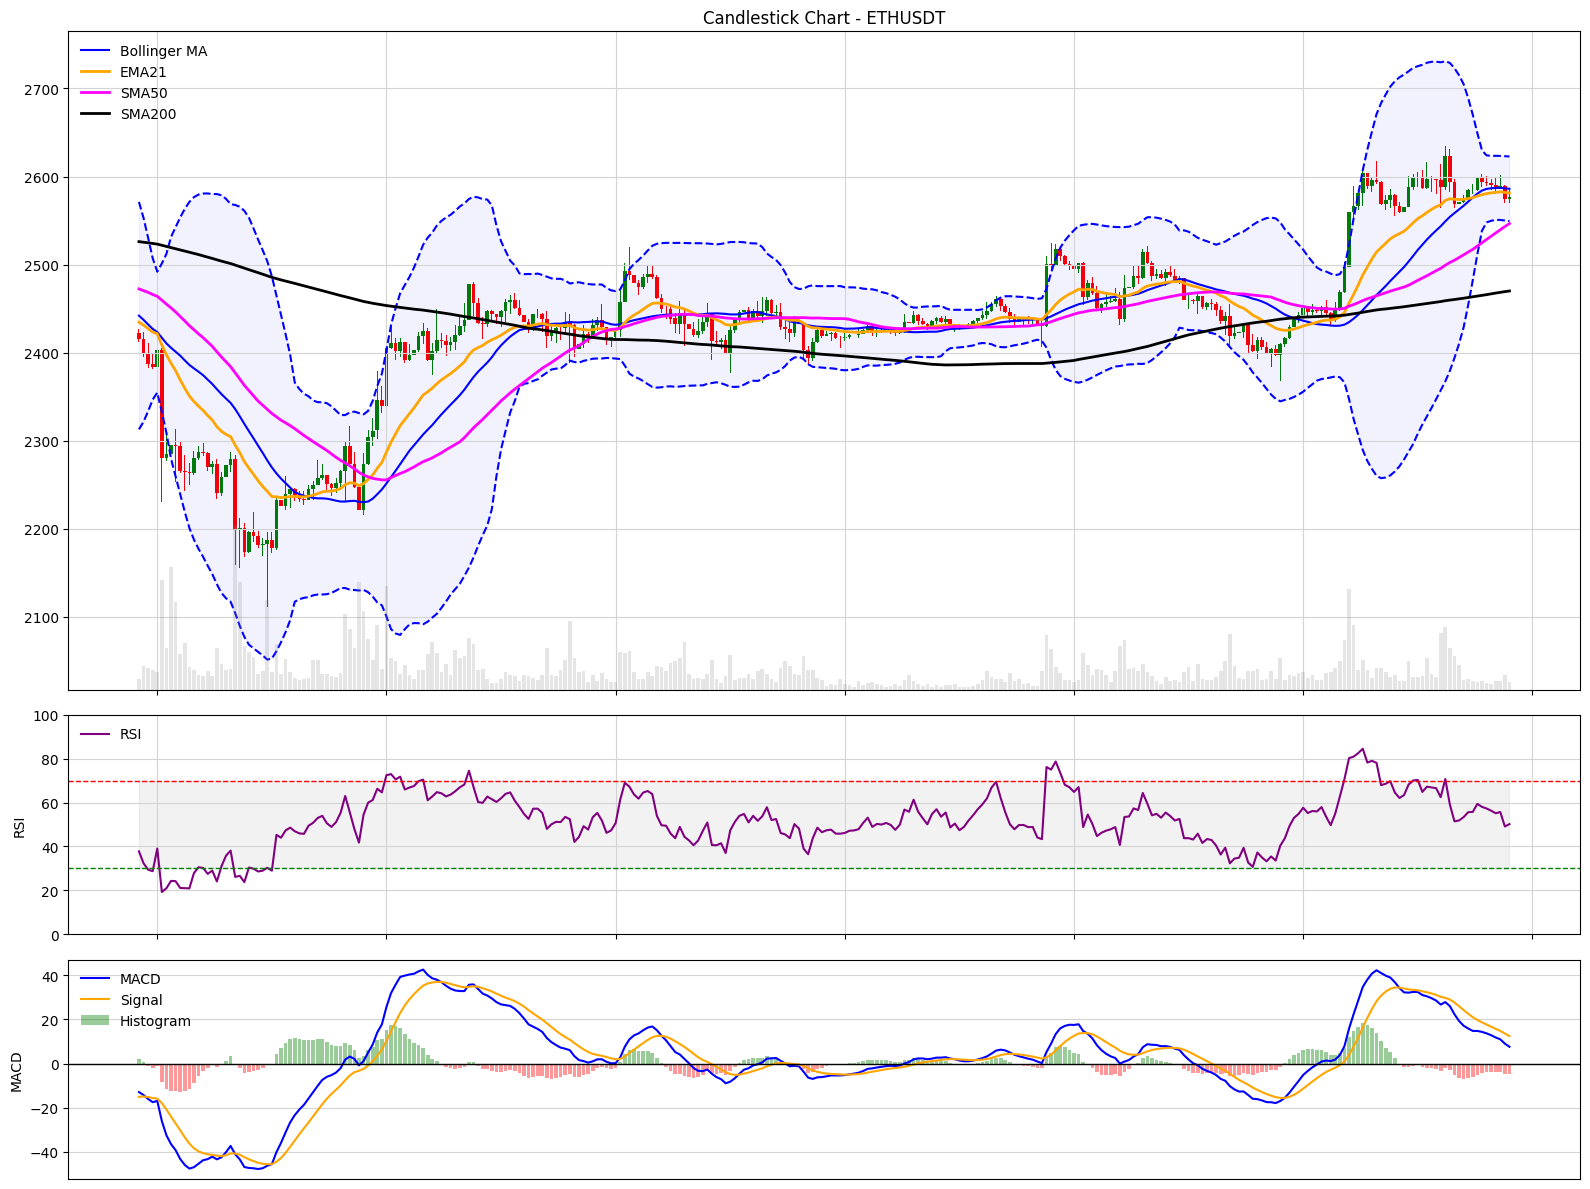 Candlestick Chart - ETHUSDT
Bollinger MA
EMA21
SMA50
SMA200
2700
2600
2500
2400
2300
2200
2100
RSI
100
80
60
40
20
0
RSI
MACD
Signal
Histogram
40
20
0
−20
−40
MACD